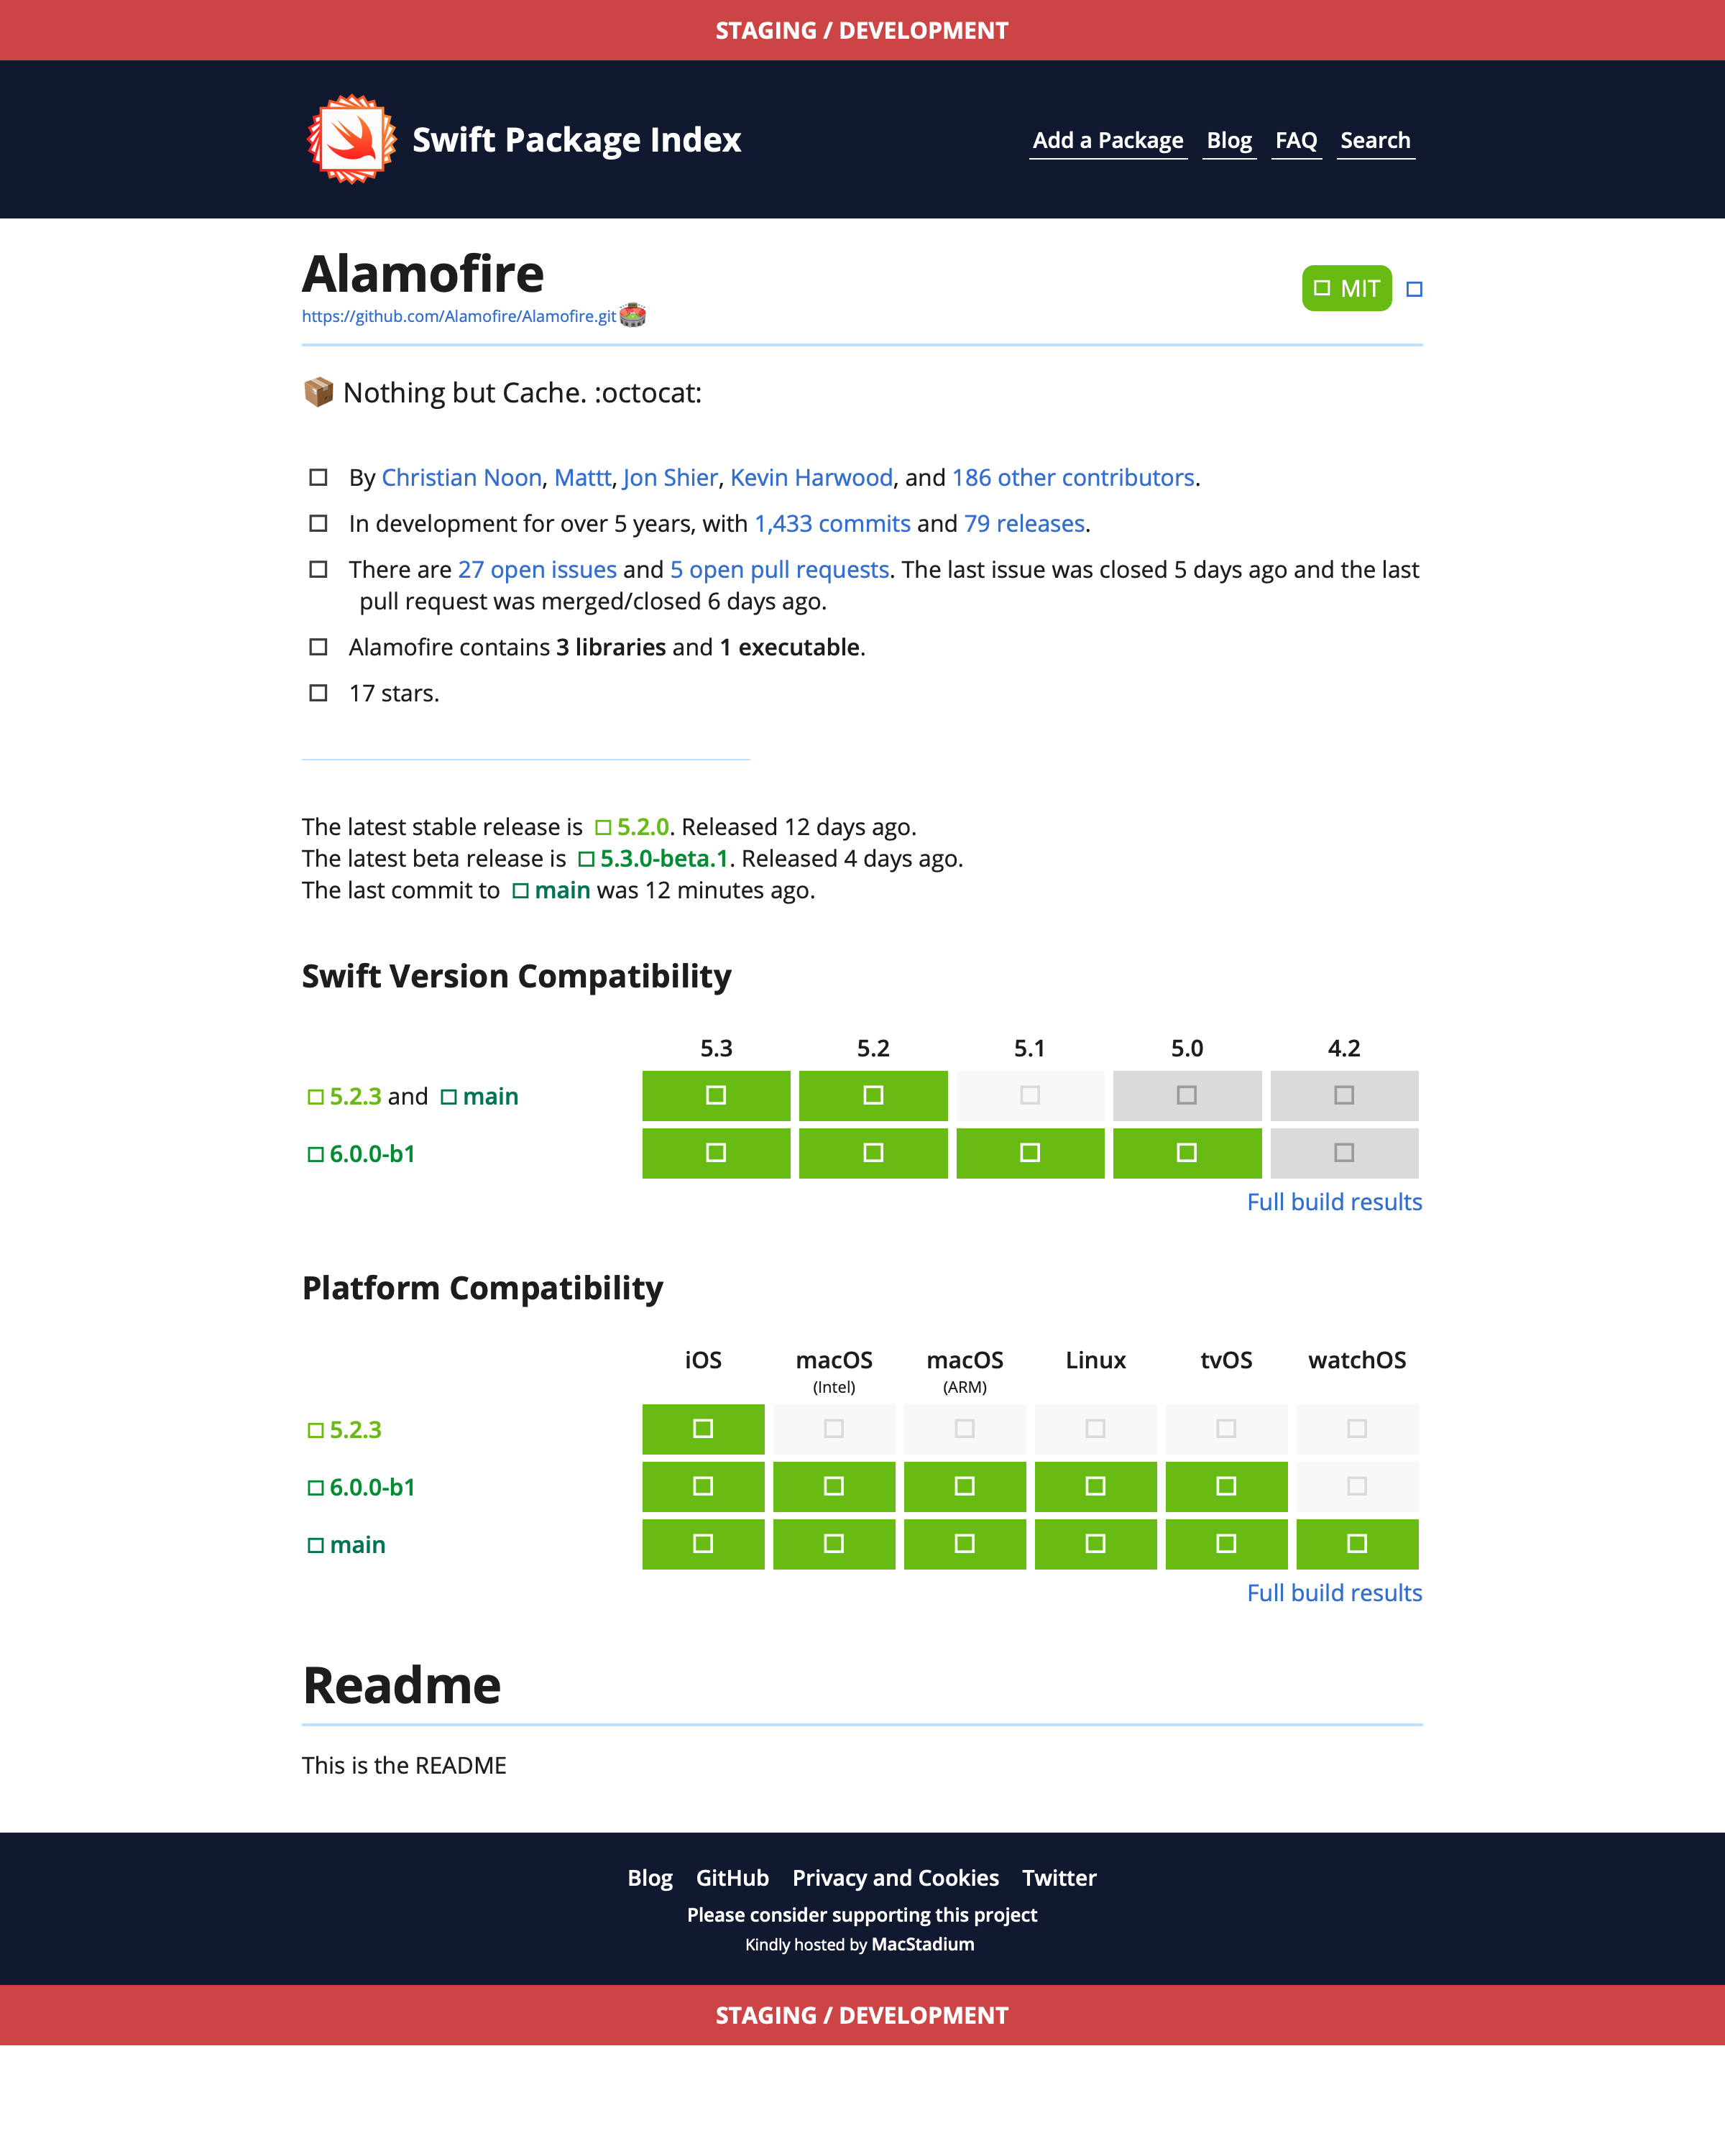 STAGING / DEVELOPMENT
Swift Package Index
Add a Package Blog FAQ Search
Alamofire
MIT
https://github.com/Alamofire/Alamofire.git
📦 Nothing but Cache. :octocat:
By Christian Noon, Mattt, Jon Shier, Kevin Harwood, and 186 other contributors.
In development for over 5 years, with 1,433 commits and 79 releases.
There are 27 open issues and 5 open pull requests. The last issue was closed 5 days ago and the last
pull request was merged/closed 6 days ago.
Alamofire contains 3 libraries and 1 executable.
17 stars.
The latest stable release is 5.2.0. Released 12 days ago.
The latest beta release is 5.3.0-beta.1. Released 4 days ago.
The last commit to main was 12 minutes ago.
Swift Version Compatibility
5.3 5.2 5.1 5.0 4.2
5.2.3 and main
6.0.0-b1
Full build results
Platform Compatibility
iOS macOS macOS Linux tvOS watchOS
(Intel) (ARM)
5.2.3
6.0.0-b1
main
Full build results
Readme
This is the README
Blog GitHub Privacy and Cookies Twitter
Please consider supporting this project
Kindly hosted by MacStadium
STAGING / DEVELOPMENT